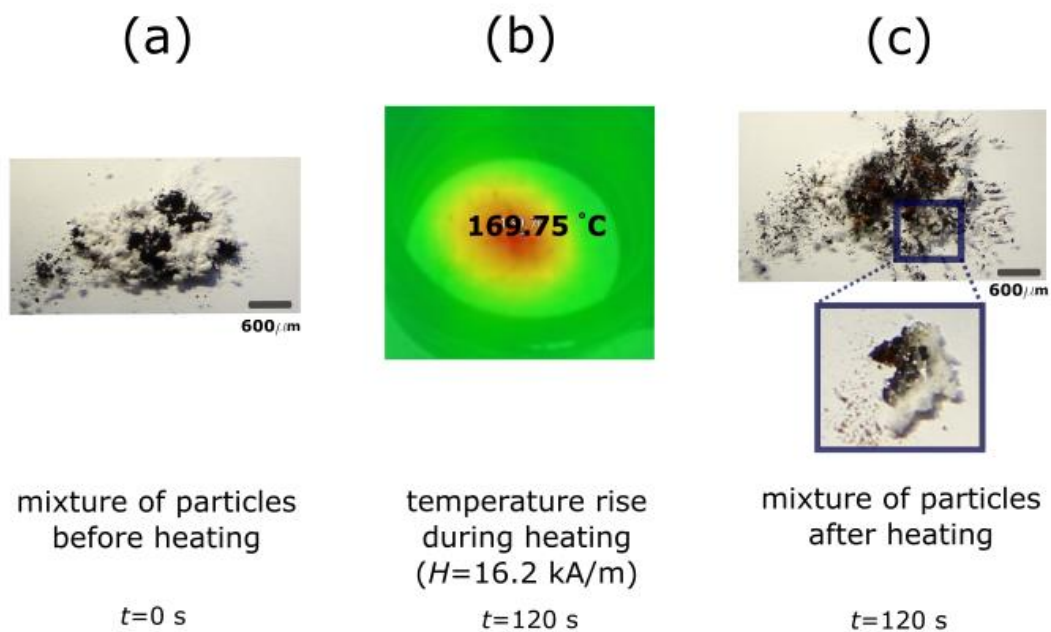 (a)
(b)
(c)
169.75 °C
600μm
600μm
mixture of particles
before heating
t=0 s
temperature rise
during heating
(H=16.2 kA/m)
t=120 s
mixture of particles
after heating
t=120 s